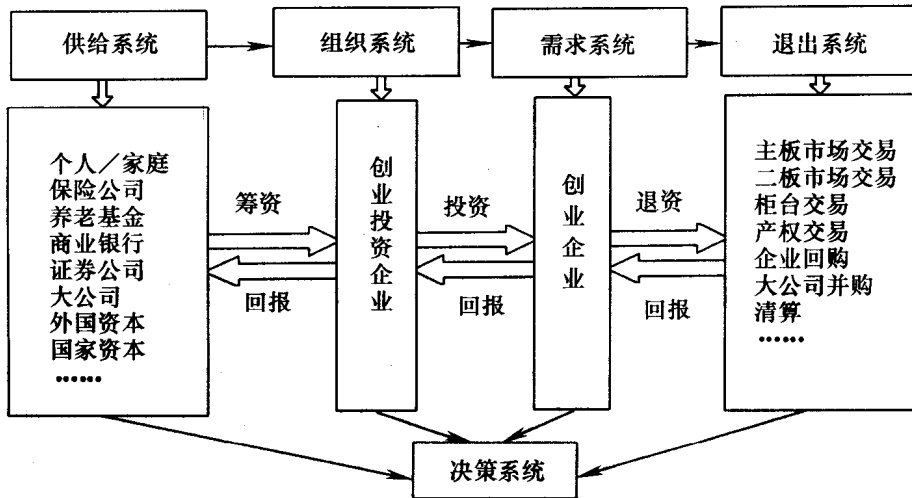 供给系统
组织系统
需求系统
退出系统
个人／家庭
保险公司
养老基金
商业银行
证券公司
大公司
外国资本
国家资本
……
筹资
回报
创业投资企业
投资
回报
创业企业
退资
回报
主板市场交易
二板市场交易
柜台交易
产权交易
企业回购
大公司并购
清算
……
决策系统